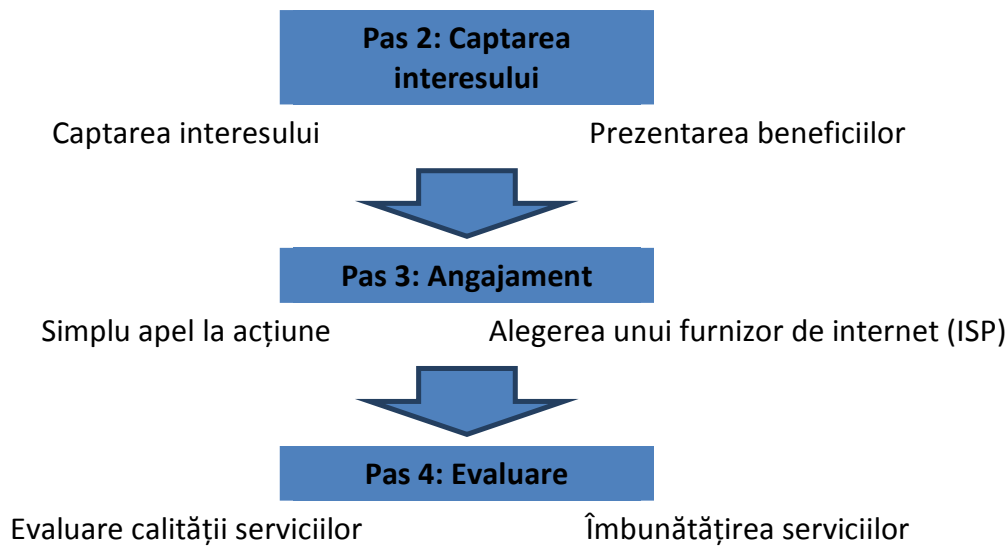 Pas 2: Captarea
interesului
Captarea interesului
Prezentarea beneficiilor
Pas 3: Angajament
Simplu apel la acțiune
Alegerea unui furnizor de internet (ISP)
Pas 4: Evaluare
Evaluare calității serviciilor
Îmbunătățirea serviciilor